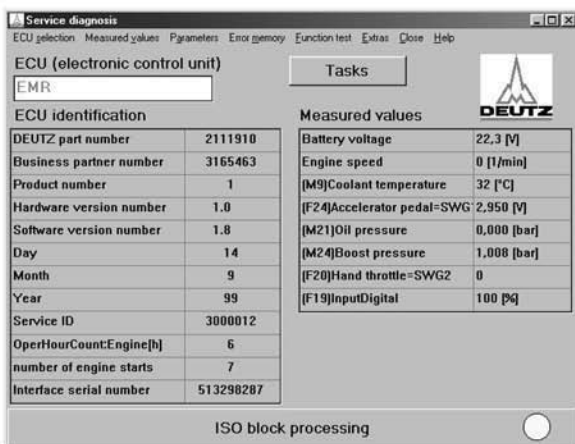 Service diagnosis
ECU selection Measured values Parameters Error memory Function test Extras Close Help
ECU (electronic control unit)
EMR
Tasks
DEUTZ
ECU identification
DEUTZ part number 2111910
Business partner number 3165463
Product number 1
Hardware version number 1.0
Software version number 1.8
Day 14
Month 9
Year 99
Service ID 3000012
OperHourCount:Engine[h] 6
number of engine starts 7
Interface serial number 513298287
Measured values
Battery voltage 22,3 [V]
Engine speed 0 [1/min]
(M9)Coolant temperature 32 [°C]
(F24)Accelerator pedal=SWG 2,950 [V]
(M21)Oil pressure 0,000 [bar]
(M24)Boost pressure 1,008 [bar]
(F20)Hand throttle=SWG2 0
(F19)InputDigital 100 [%]
ISO block processing